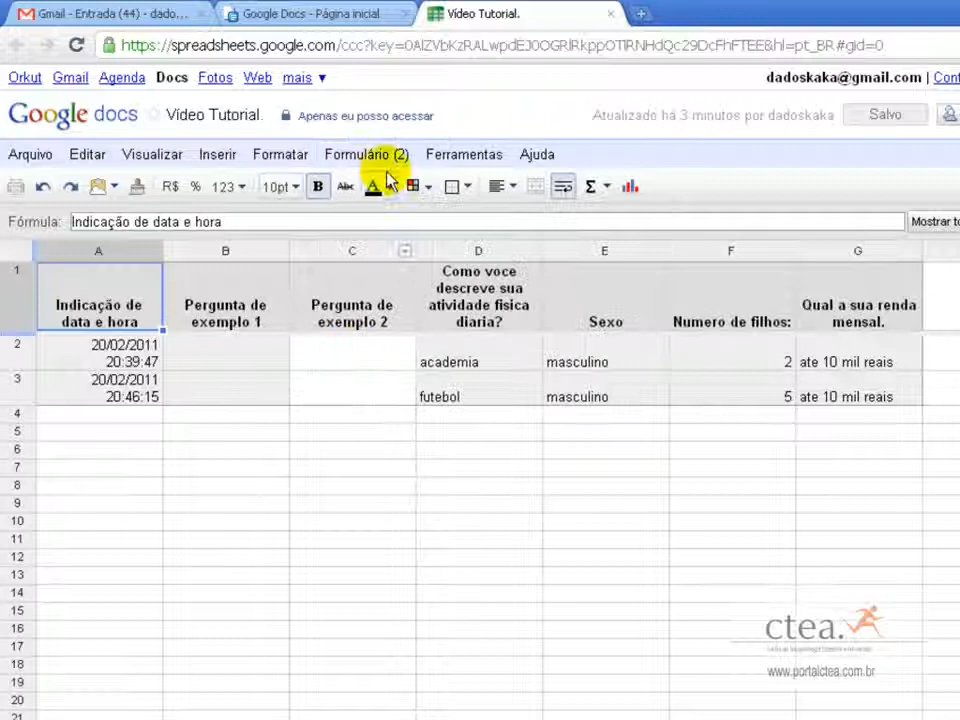 Gmail - Entrada (44) - dado...
Google Docs - Página inicial
Vídeo Tutorial.
https://spreadsheets.google.com/ccc?key=0AlZVbKzRALwpdEJ0OGRlRkppOTlRNHdQc29DcFhFTEE&hl=pt_BR#gid=0
Orkut Gmail Agenda Docs Fotos Web mais ▼
dadoskaka@gmail.com | Conf
Google docs Vídeo Tutorial. Apenas eu posso acessar
Atualizado há 3 minutos por dadoskaka Salvo
Arquivo Editar Visualizar Inserir Formatar Formulário (2) Ferramentas Ajuda
R$ % 123 10pt B Abc A Σ
Fórmula: Indicação de data e hora Mostrar to
A B C D E F G
1
Indicação de
data e hora
Pergunta de
exemplo 1
Pergunta de
exemplo 2
Como voce
descreve sua
atividade fisica
diaria?
Sexo
Numero de filhos:
Qual a sua renda
mensal.
2
20/02/2011
20:39:47 academia masculino 2 ate 10 mil reais
3
20/02/2011
20:46:15 futebol masculino 5 ate 10 mil reais
4
5
6
7
8
9
10
11
12
13
14
15
16
17
18
19
20
21
ctea.
www.portalctea.com.br